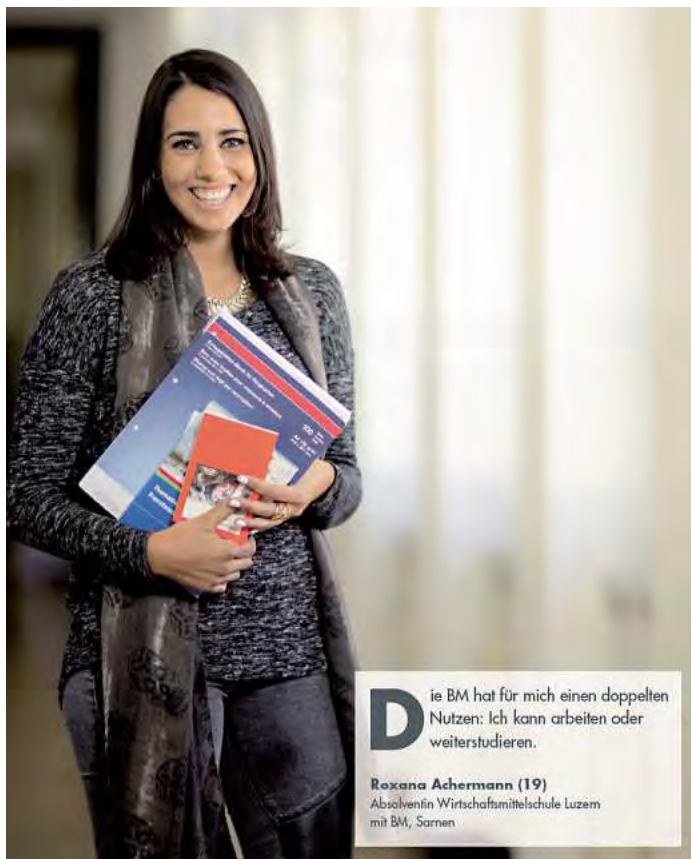 100
Die BM hat für mich einen doppelten
Nutzen: Ich kann arbeiten oder
weiterstudieren.
Roxana Achermann (19)
Absolventin Wirtschaftsmittelschule Luzern
mit BM, Sarnen